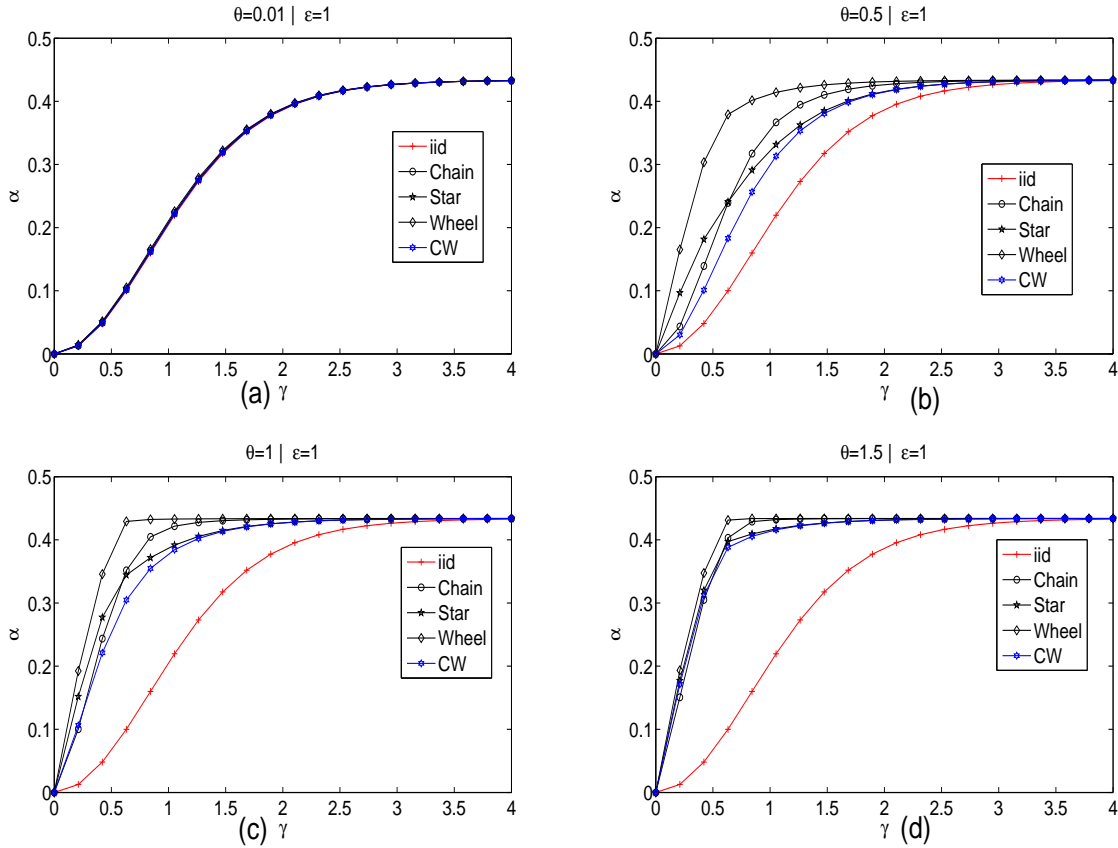 θ=0.01 | ε=1
0.5
0.4
0.3
0.2
0.1
0
α
iid
Chain
Star
Wheel
CW
0 0.5 1 1.5 2 2.5 3 3.5 4
(a) γ
θ=0.5 | ε=1
0.5
0.4
0.3
0.2
0.1
0
α
iid
Chain
Star
Wheel
CW
0 0.5 1 1.5 2 2.5 3 3.5 4
γ (b)
θ=1 | ε=1
0.5
0.4
0.3
0.2
0.1
0
α
iid
Chain
Star
Wheel
CW
0 0.5 1 1.5 2 2.5 3 3.5 4
(c) γ
θ=1.5 | ε=1
0.5
0.4
0.3
0.2
0.1
0
α
iid
Chain
Star
Wheel
CW
0 0.5 1 1.5 2 2.5 3 3.5 4
γ (d)